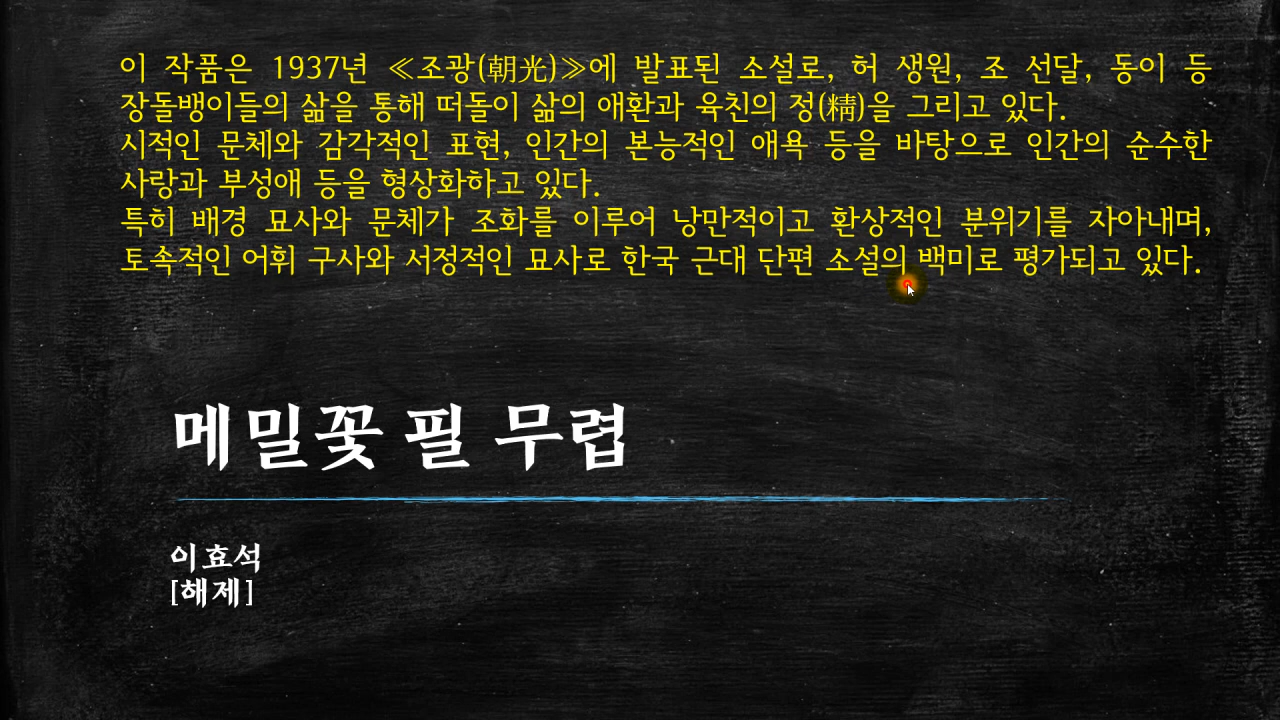 이 작품은 1937년 ≪조광(朝光)≫에 발표된 소설로, 허 생원, 조 선달, 동이 등
장돌뱅이들의 삶을 통해 떠돌이 삶의 애환과 육친의 정(精)을 그리고 있다.
시적인 문체와 감각적인 표현, 인간의 본능적인 애욕 등을 바탕으로 인간의 순수한
사랑과 부성애 등을 형상화하고 있다.
특히 배경 묘사와 문체가 조화를 이루어 낭만적이고 환상적인 분위기를 자아내며,
토속적인 어휘 구사와 서정적인 묘사로 한국 근대 단편 소설의 백미로 평가되고 있다.
메밀꽃 필 무렵
이효석
[해제]